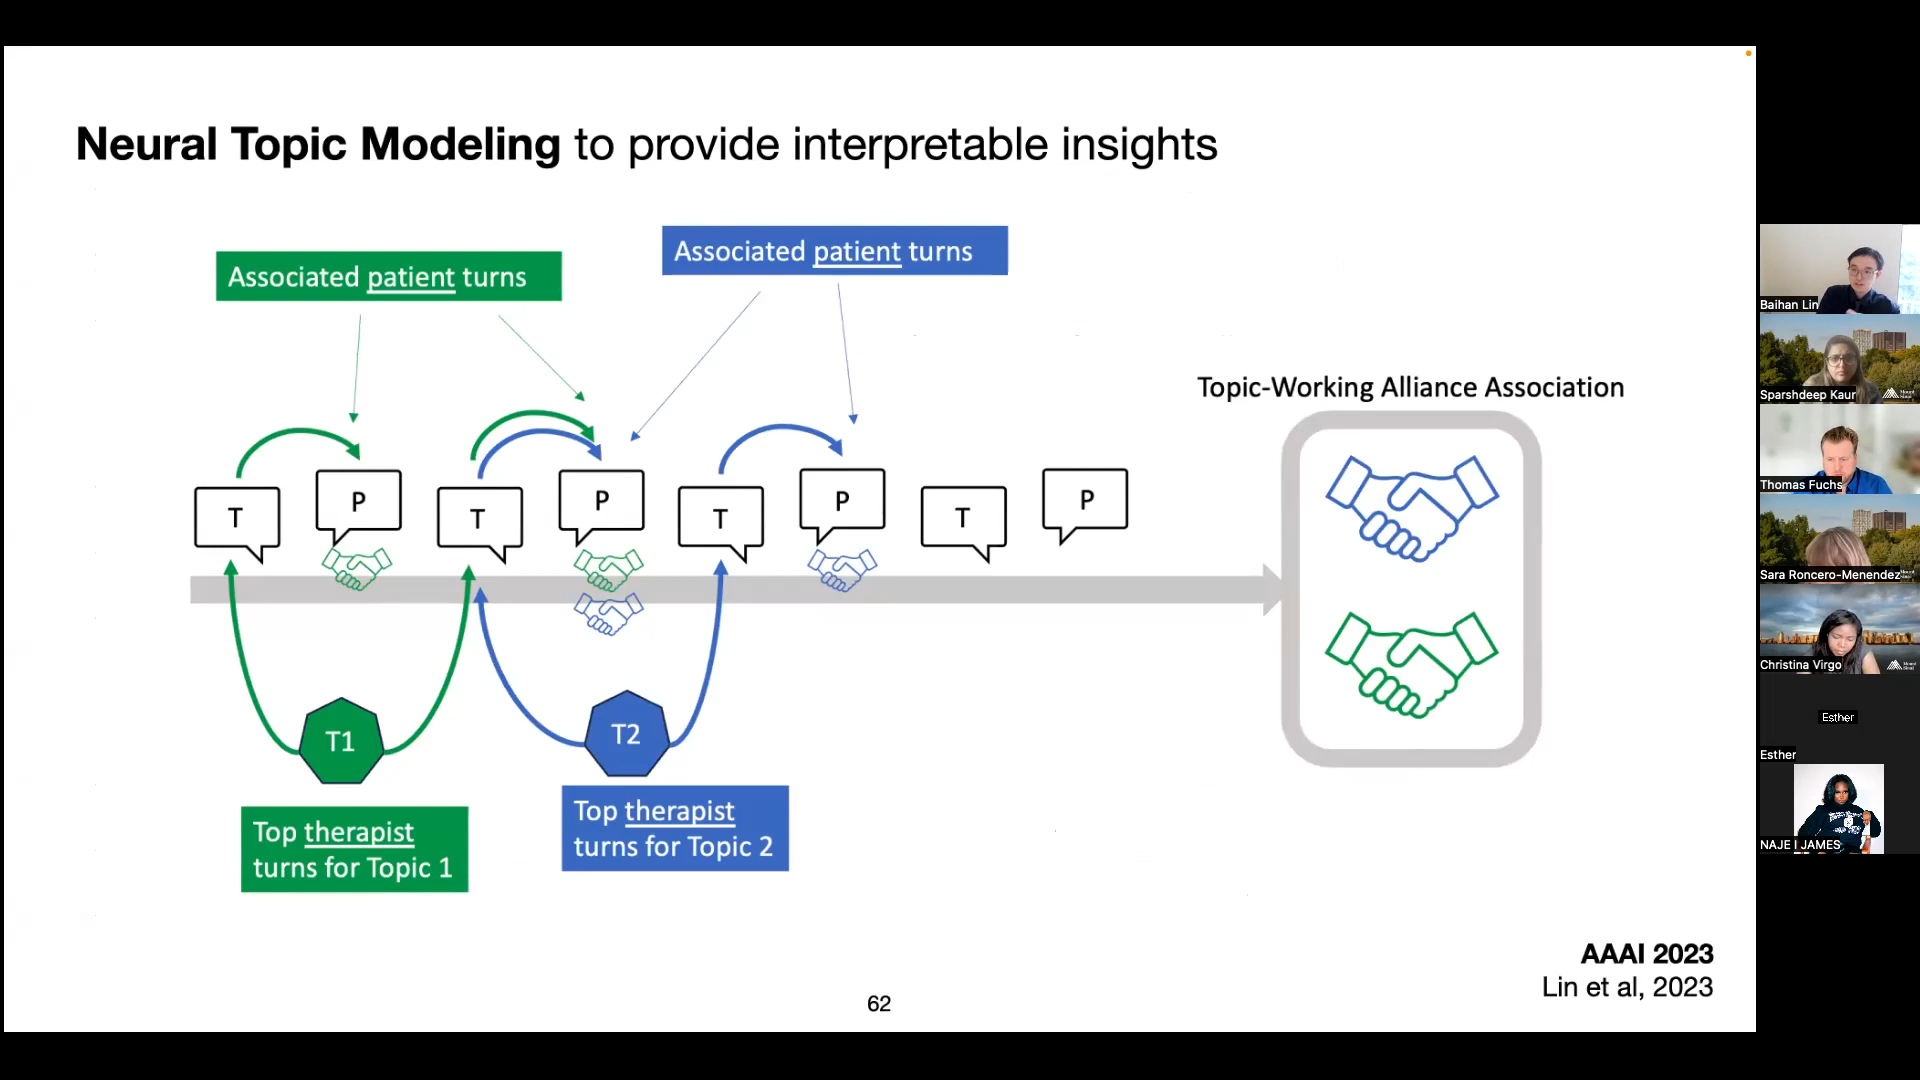 Neural Topic Modeling to provide interpretable insights
Associated patient turns
Associated patient turns
Topic-Working Alliance Association
T
P
T
P
T
P
T
P
T1
T2
Top therapist
turns for Topic 1
Top therapist
turns for Topic 2
AAAI 2023
Lin et al, 2023
62
Baihan Lin
Sparshdeep Kaur
Thomas Fuchs
Sara Roncero-Menendez
Christina Virgo
Esther
Esther
NAJE I JAMES